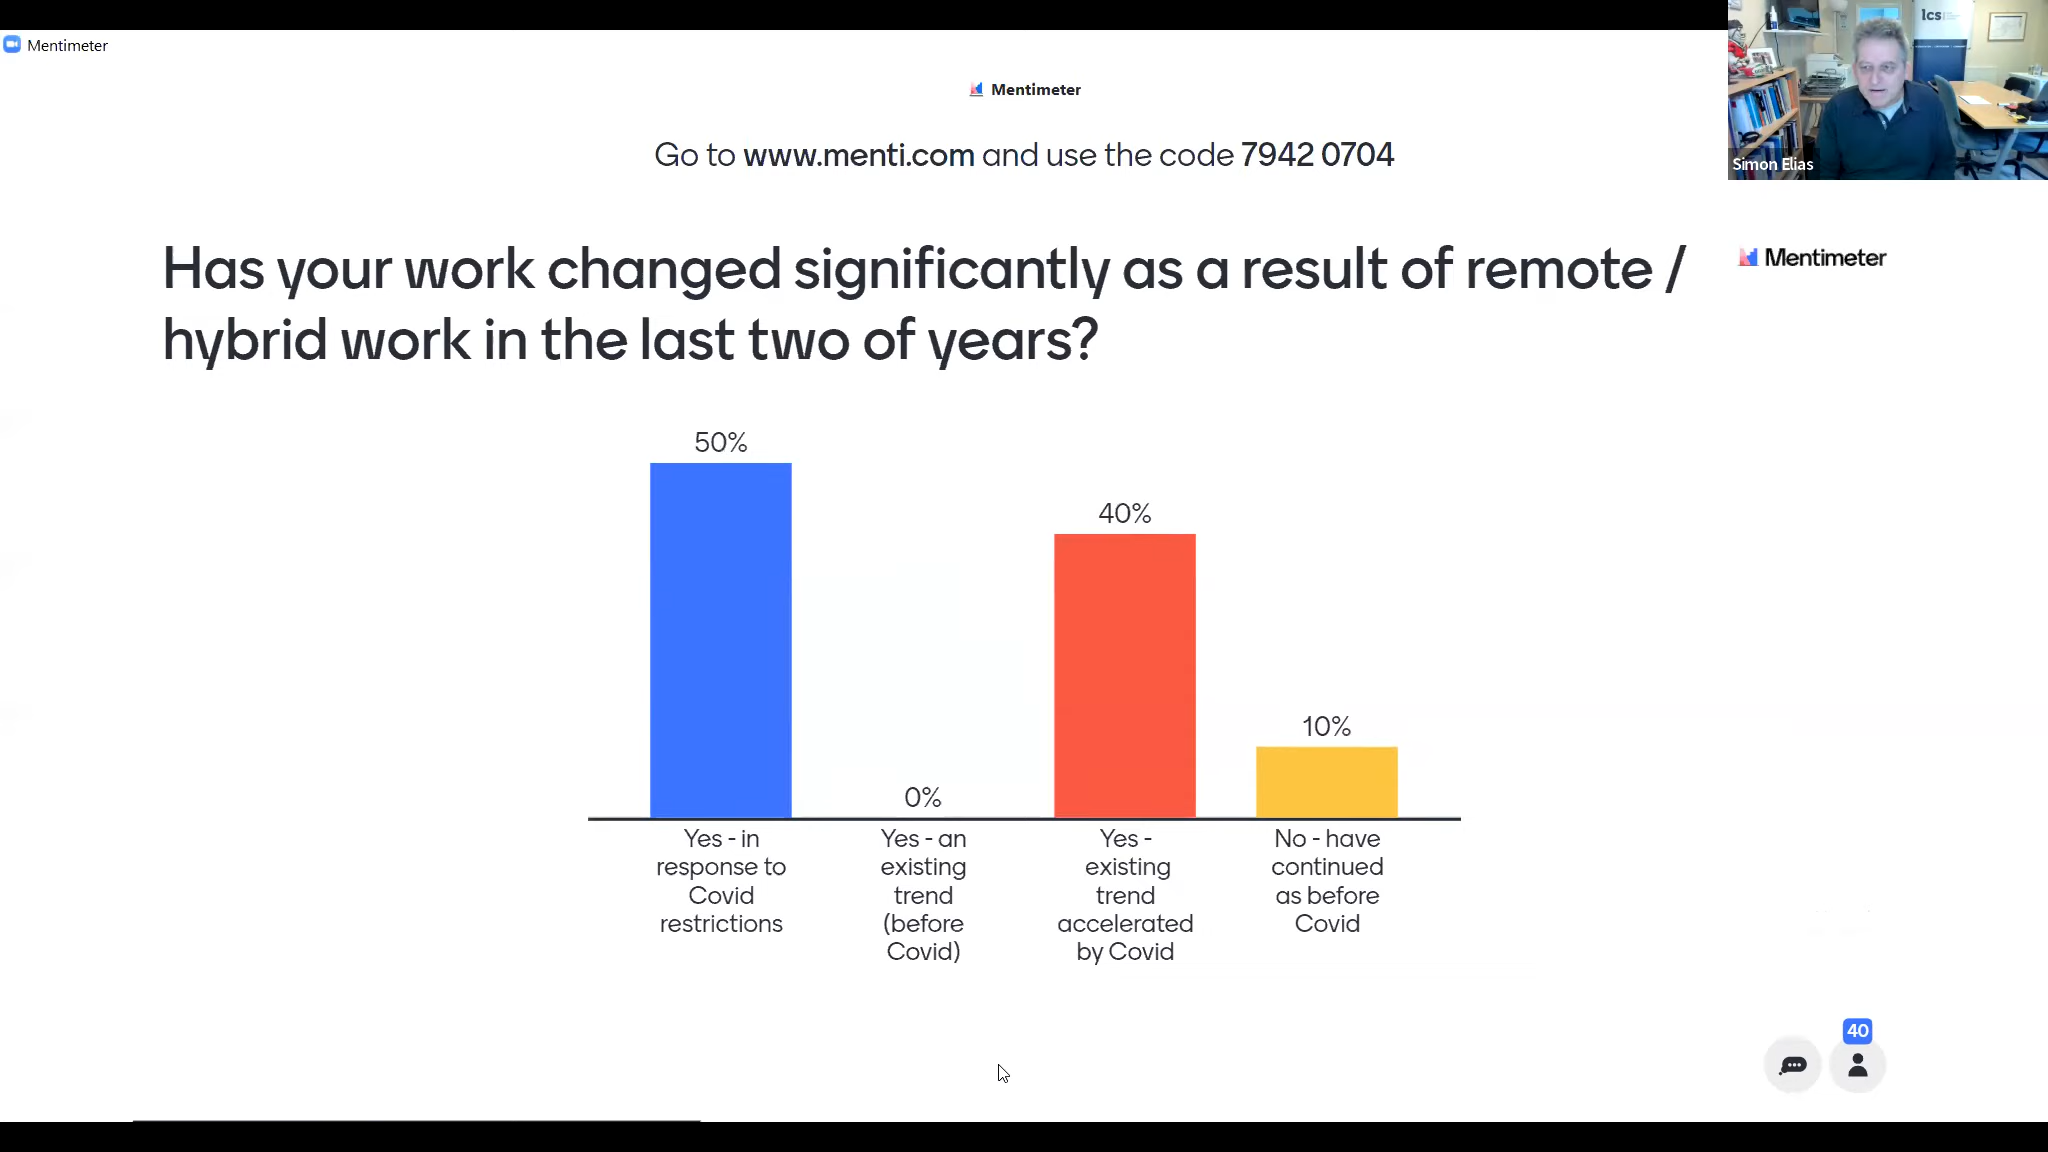 Mentimeter
lcs
Mentimeter
Go to www.menti.com and use the code 7942 0704
Simon Elias
Has your work changed significantly as a result of remote /
hybrid work in the last two of years?
Mentimeter
50%
40%
10%
0%
Yes - in
response to
Covid
restrictions
Yes - an
existing
trend
(before
Covid)
Yes -
existing
trend
accelerated
by Covid
No - have
continued
as before
Covid
40